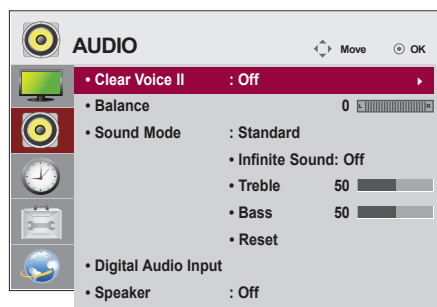 AUDIO Move OK
• Clear Voice II : Off
• Balance 0 L R
• Sound Mode : Standard
• Infinite Sound: Off
• Treble 50
• Bass 50
• Reset
• Digital Audio Input
• Speaker : Off